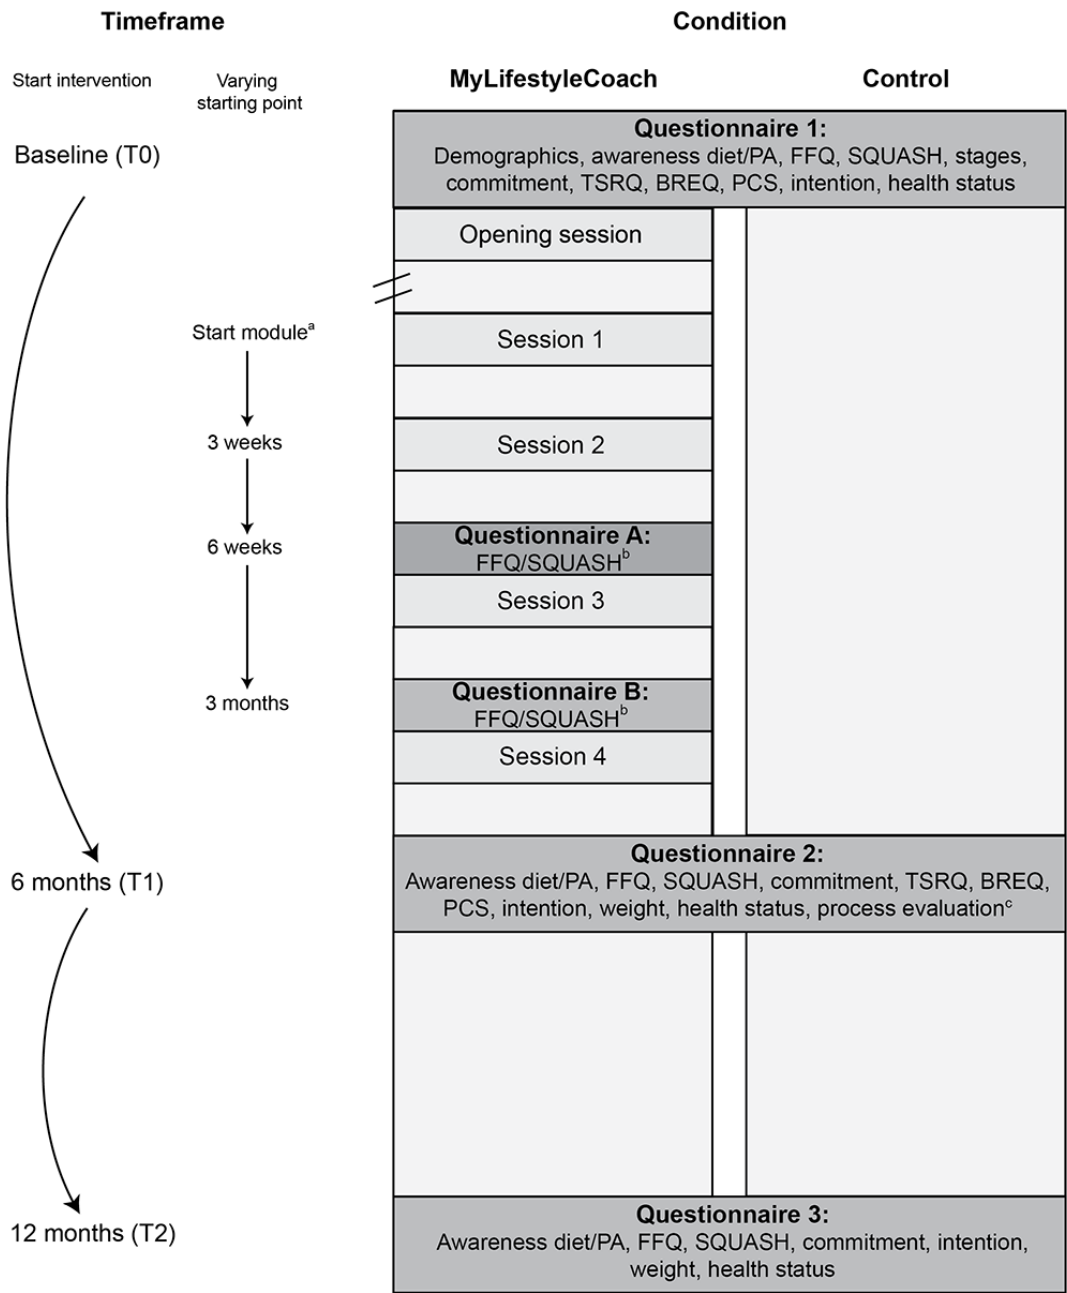 Timeframe
Condition
Start intervention
Varying
starting point
MyLifestyleCoach
Control
Baseline (T0)
Questionnaire 1:
Demographics, awareness diet/PA, FFQ, SQUASH, stages,
commitment, TSRQ, BREQ, PCS, intention, health status
Opening session
Start moduleᵃ
Session 1
3 weeks
Session 2
6 weeks
Questionnaire A:
FFQ/SQUASHᵇ
Session 3
3 months
Questionnaire B:
FFQ/SQUASHᵇ
Session 4
6 months (T1)
Questionnaire 2:
Awareness diet/PA, FFQ, SQUASH, commitment, TSRQ, BREQ,
PCS, intention, weight, health status, process evaluationᶜ
12 months (T2)
Questionnaire 3:
Awareness diet/PA, FFQ, SQUASH, commitment, intention,
weight, health status